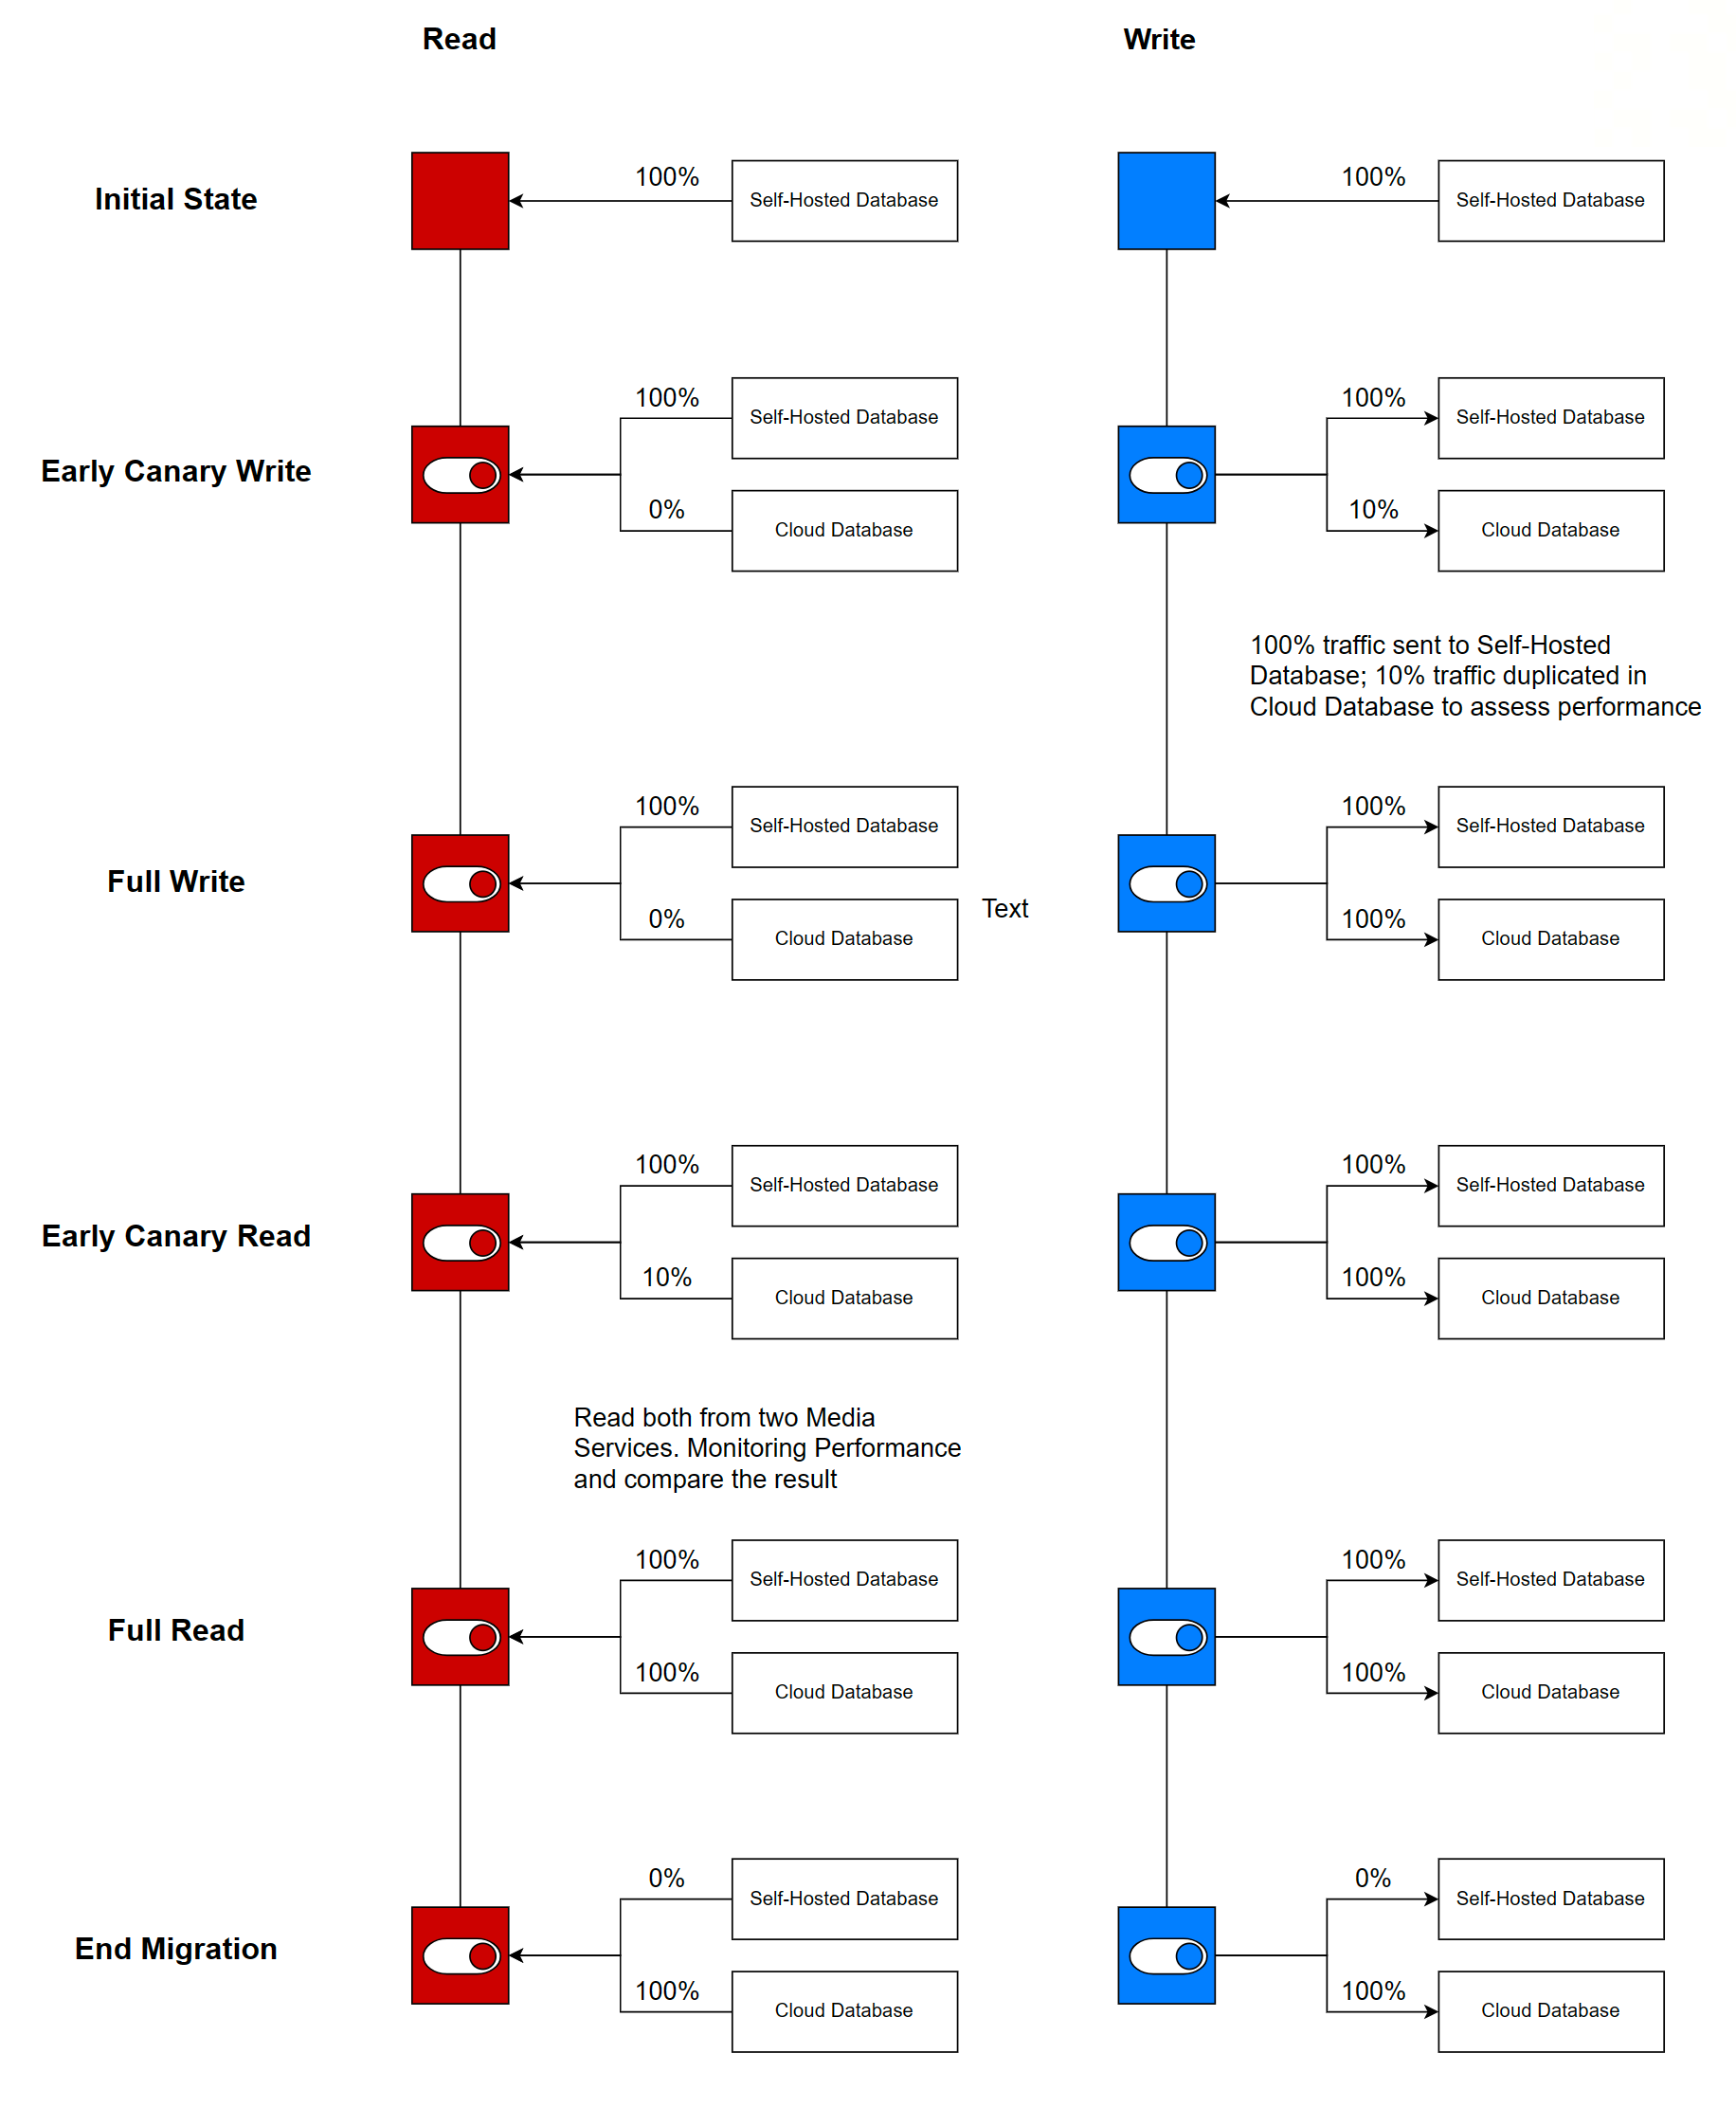 Read
Write
Initial State
100%
Self-Hosted Database
100%
Self-Hosted Database
Early Canary Write
100%
Self-Hosted Database
0%
Cloud Database
100%
Self-Hosted Database
10%
Cloud Database
100% traffic sent to Self-Hosted
Database; 10% traffic duplicated in
Cloud Database to assess performance
Full Write
100%
Self-Hosted Database
0%
Cloud Database
Text
100%
Self-Hosted Database
100%
Cloud Database
Early Canary Read
100%
Self-Hosted Database
10%
Cloud Database
100%
Self-Hosted Database
100%
Cloud Database
Read both from two Media
Services. Monitoring Performance
and compare the result
Full Read
100%
Self-Hosted Database
100%
Cloud Database
100%
Self-Hosted Database
100%
Cloud Database
End Migration
0%
Self-Hosted Database
100%
Cloud Database
0%
Self-Hosted Database
100%
Cloud Database